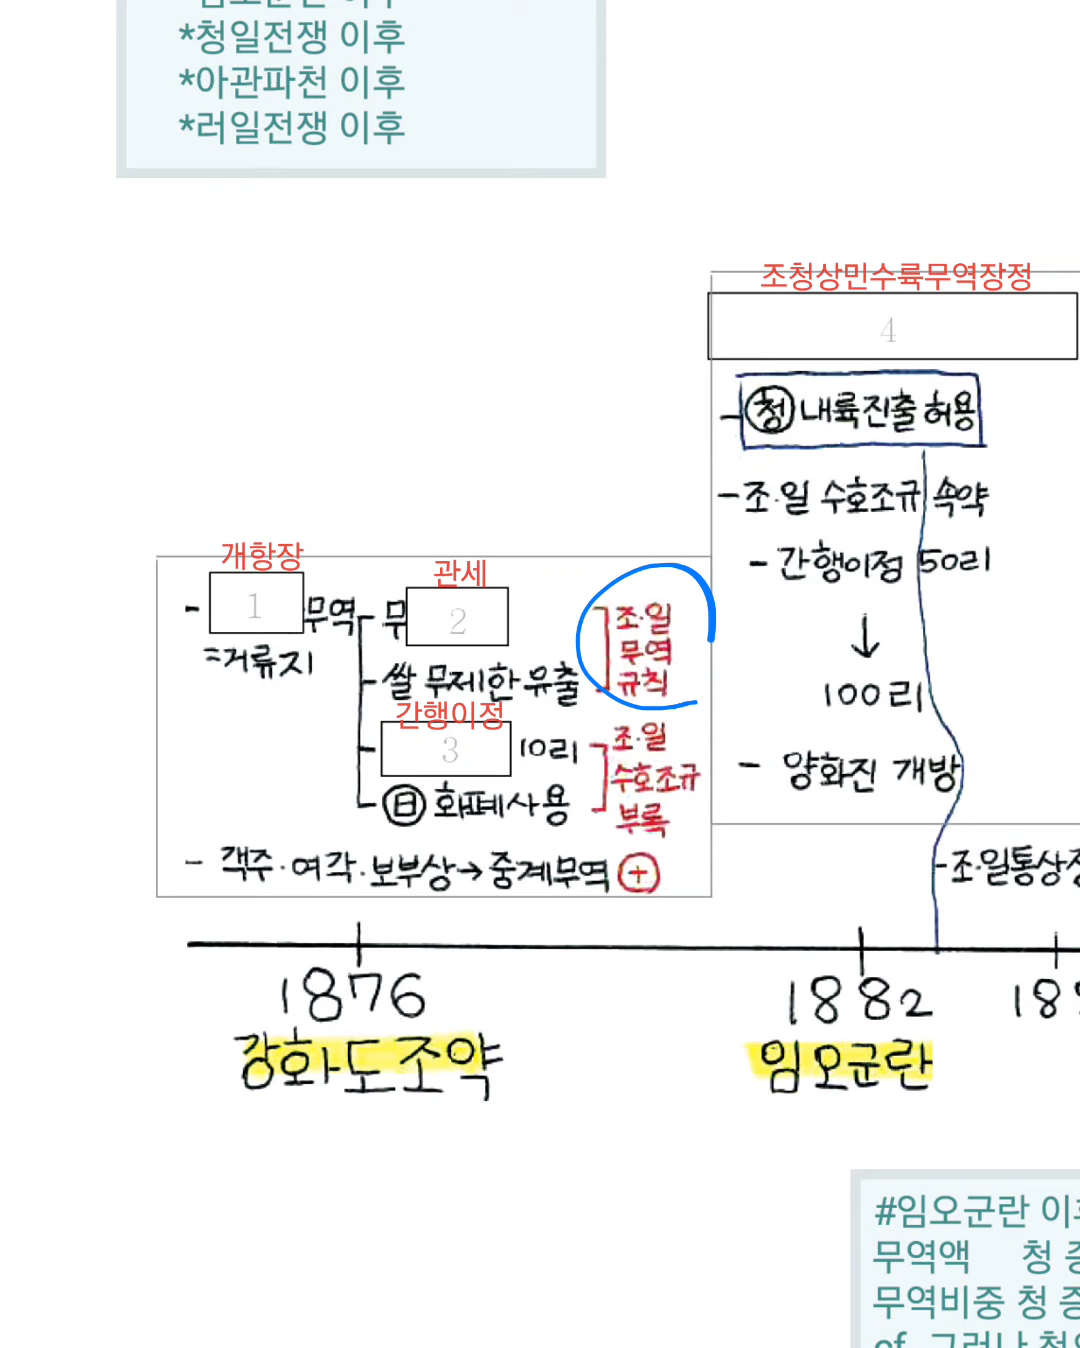 *청일전쟁 이후
*아관파천 이후
*러일전쟁 이후
조청상민수륙무역장정
4
- 청 내륙진출 허용
- 조·일 수호조규 속약
- 간행이정 50리
↓
100리
- 양화진 개방
- 조·일통상
개항장
관세
- 1 무역
무 2
=거류지
- 쌀 무제한 유출
조·일
무역
규칙
간행이정
- 3 10리
- 日 화폐사용
조·일
수호조규
부록
- 객주·여각·보부상→중계무역 +
1876
강화도조약
1882
임오군란
18
#임오군란 이후
무역액 청
무역비중 청